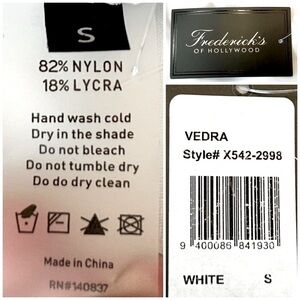 S
82% NYLON
18% LYCRA
Hand wash cold
Dry in the shade
Do not bleach
Do not tumble dry
Do do dry clean
Made in China
RN#140837
Frederick's
OF HOLLYWOOD
VEDRA
Style# X542-2998
9 400086 841930
WHITE S